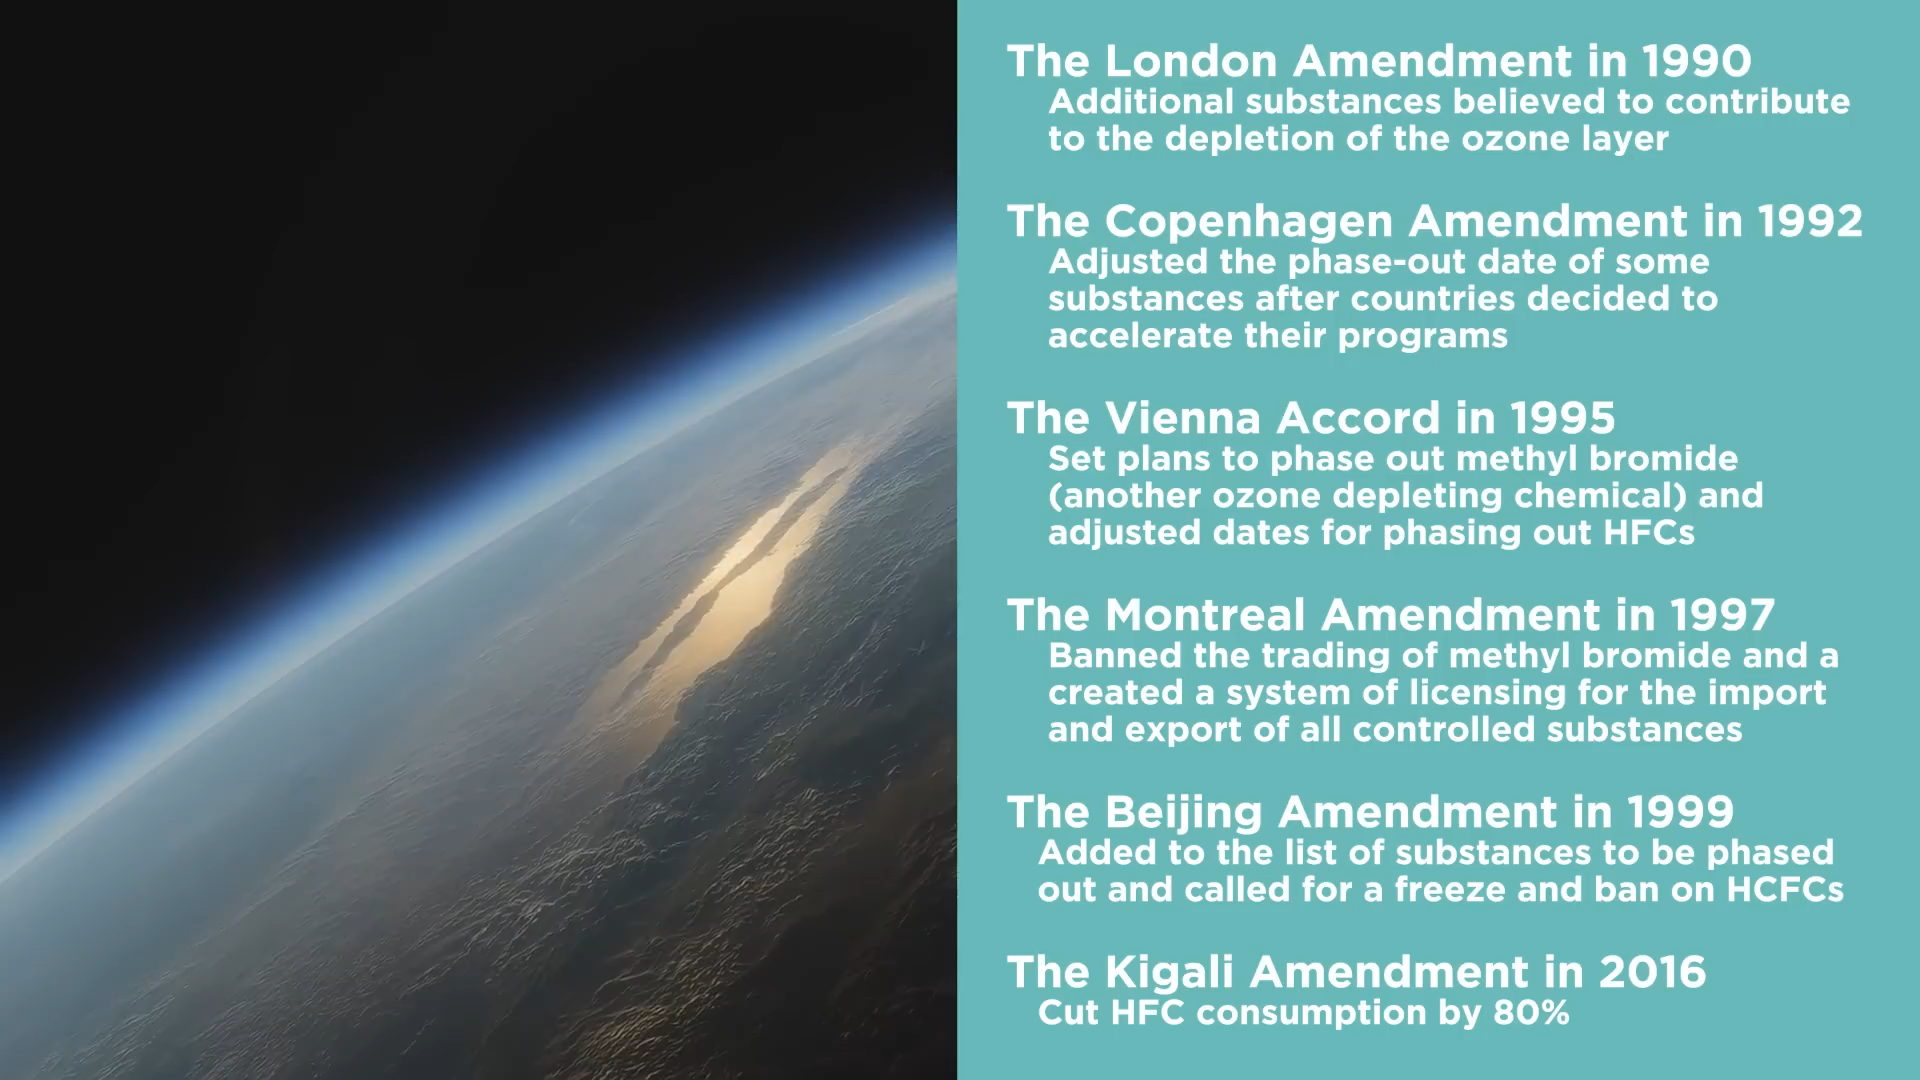 The London Amendment in 1990
Additional substances believed to contribute
to the depletion of the ozone layer
The Copenhagen Amendment in 1992
Adjusted the phase-out date of some
substances after countries decided to
accelerate their programs
The Vienna Accord in 1995
Set plans to phase out methyl bromide
(another ozone depleting chemical) and
adjusted dates for phasing out HFCs
The Montreal Amendment in 1997
Banned the trading of methyl bromide and a
created a system of licensing for the import
and export of all controlled substances
The Beijing Amendment in 1999
Added to the list of substances to be phased
out and called for a freeze and ban on HCFCs
The Kigali Amendment in 2016
Cut HFC consumption by 80%